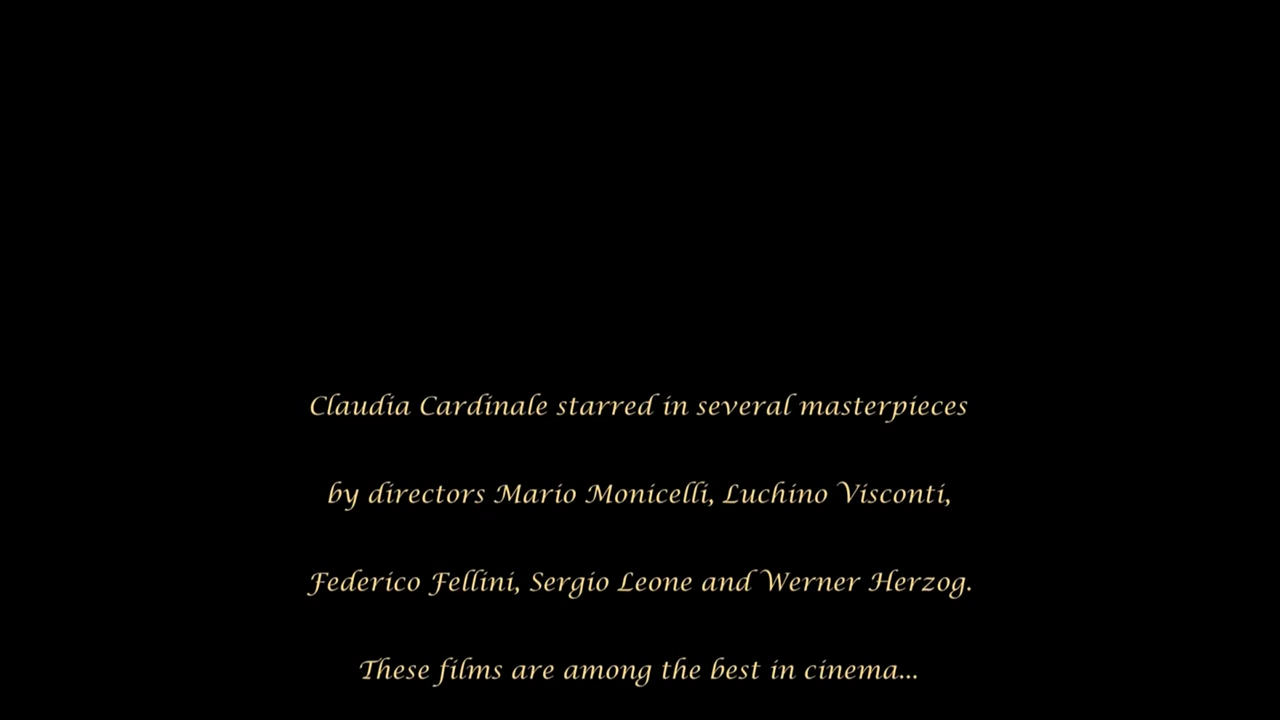 Claudia Cardinale starred in several masterpieces
by directors Mario Monicelli, Luchino Visconti,
Federico Fellini, Sergio Leone and Werner Herzog.
These films are among the best in cinema...